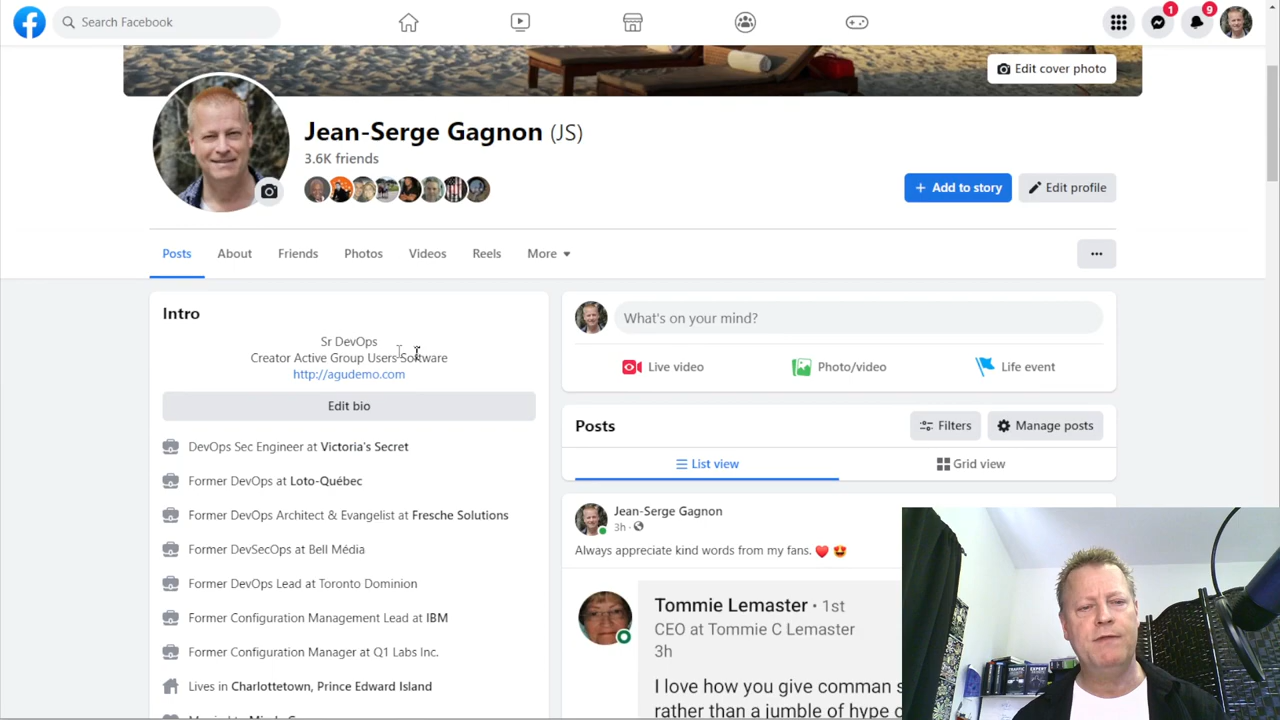 Search Facebook
1
9
Edit cover photo
Jean-Serge Gagnon (JS)
3.6K friends
+ Add to story
Edit profile
Posts
About
Friends
Photos
Videos
Reels
More
Intro
Sr DevOps
Creator Active Group Users Software
http://agudemo.com
Edit bio
DevOps Sec Engineer at Victoria's Secret
Former DevOps at Loto-Québec
Former DevOps Architect & Evangelist at Fresche Solutions
Former DevSecOps at Bell Média
Former DevOps Lead at Toronto Dominion
Former Configuration Management Lead at IBM
Former Configuration Manager at Q1 Labs Inc.
Lives in Charlottetown, Prince Edward Island
What's on your mind?
Live video
Photo/video
Life event
Posts
Filters
Manage posts
List view
Grid view
Jean-Serge Gagnon
3h ·
Always appreciate kind words from my fans. ❤️ 😍
Tommie Lemaster · 1st
CEO at Tommie C Lemaster
3h
I love how you give comman s
rather than a jumble of hype o
TRAFFIC
EXPERT